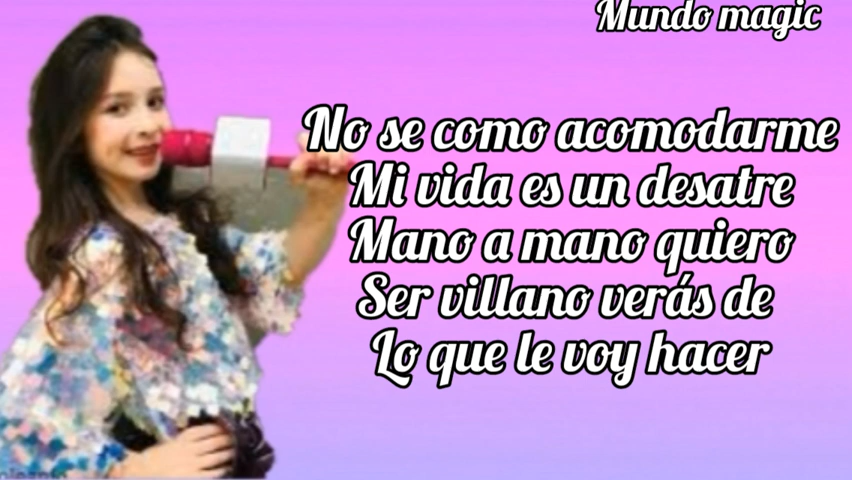 Mundo magic
No se como acomodarme
Mi vida es un desatre
Mano a mano quiero
Ser villano verás de
Lo que le voy hacer